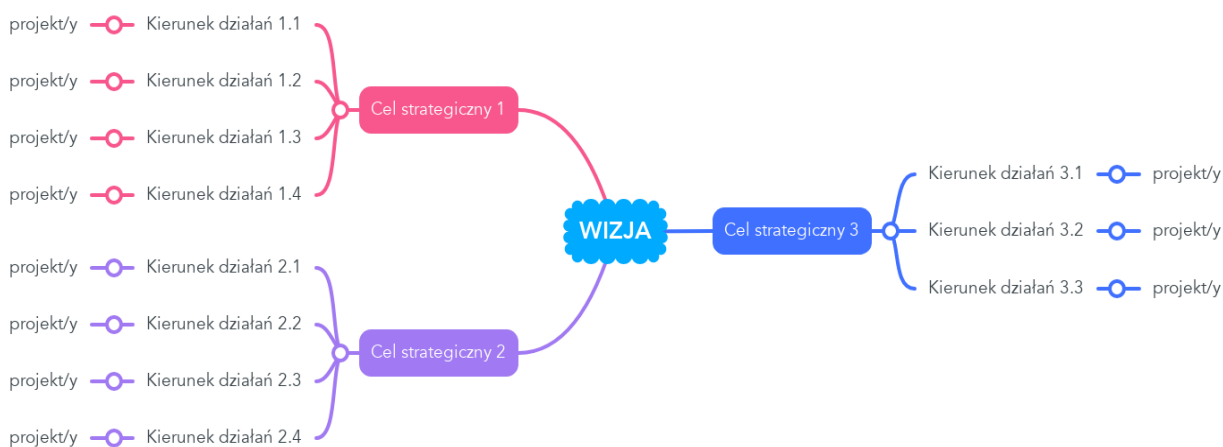 projekt/y Kierunek działań 1.1
projekt/y Kierunek działań 1.2
projekt/y Kierunek działań 1.3
projekt/y Kierunek działań 1.4
Cel strategiczny 1
projekt/y Kierunek działań 2.1
projekt/y Kierunek działań 2.2
projekt/y Kierunek działań 2.3
projekt/y Kierunek działań 2.4
Cel strategiczny 2
WIZJA
Cel strategiczny 3
Kierunek działań 3.1 projekt/y
Kierunek działań 3.2 projekt/y
Kierunek działań 3.3 projekt/y